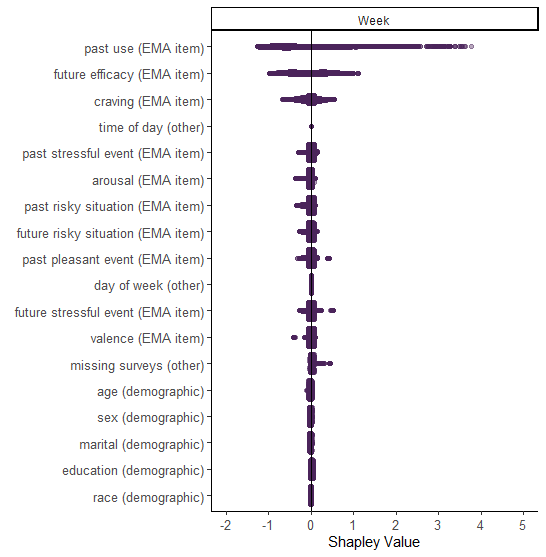 Week
past use (EMA item)
future efficacy (EMA item)
craving (EMA item)
time of day (other)
past stressful event (EMA item)
arousal (EMA item)
past risky situation (EMA item)
future risky situation (EMA item)
past pleasant event (EMA item)
day of week (other)
future stressful event (EMA item)
valence (EMA item)
missing surveys (other)
age (demographic)
sex (demographic)
marital (demographic)
education (demographic)
race (demographic)
-2 -1 0 1 2 3 4 5
Shapley Value